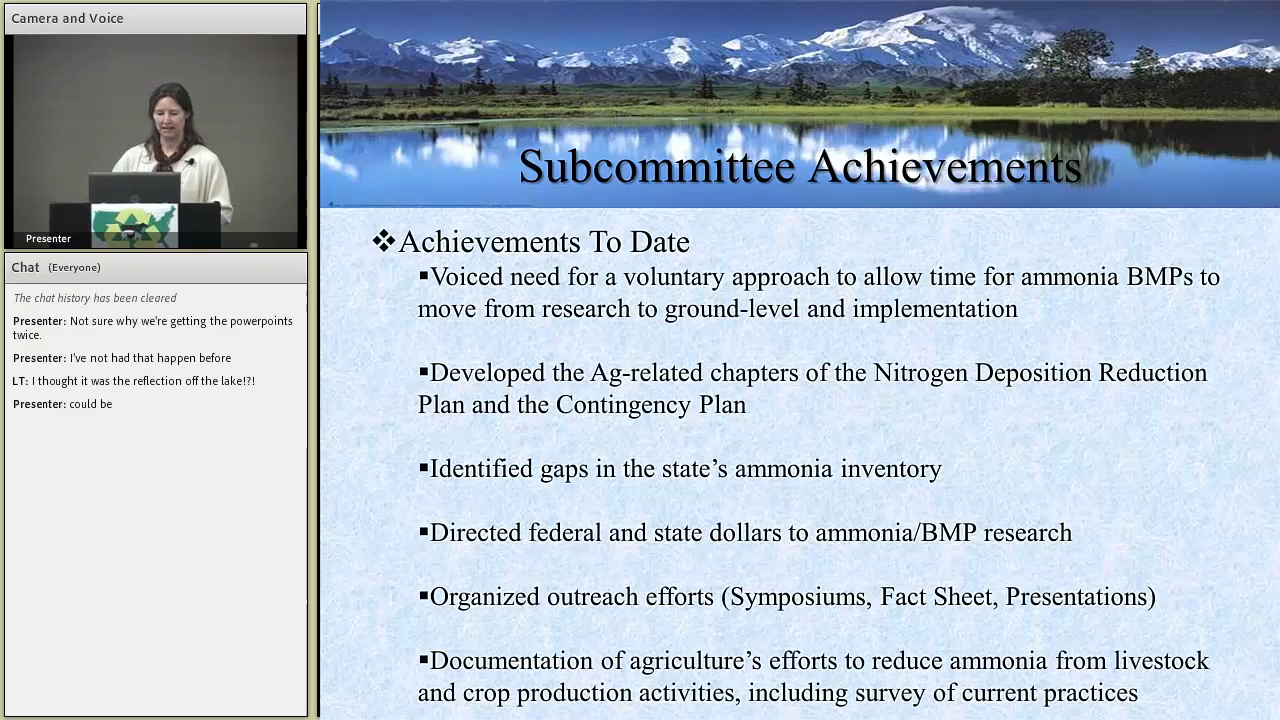 Camera and Voice
Presenter
Chat (Everyone)
The chat history has been cleared
Presenter: Not sure why we're getting the powerpoints
twice.
Presenter: I've not had that happen before
LT: I thought it was the reflection off the lake!?!
Presenter: could be
Subcommittee Achievements
❖Achievements To Date
▪Voiced need for a voluntary approach to allow time for ammonia BMPs to
move from research to ground-level and implementation
▪Developed the Ag-related chapters of the Nitrogen Deposition Reduction
Plan and the Contingency Plan
▪Identified gaps in the state’s ammonia inventory
▪Directed federal and state dollars to ammonia/BMP research
▪Organized outreach efforts (Symposiums, Fact Sheet, Presentations)
▪Documentation of agriculture’s efforts to reduce ammonia from livestock
and crop production activities, including survey of current practices